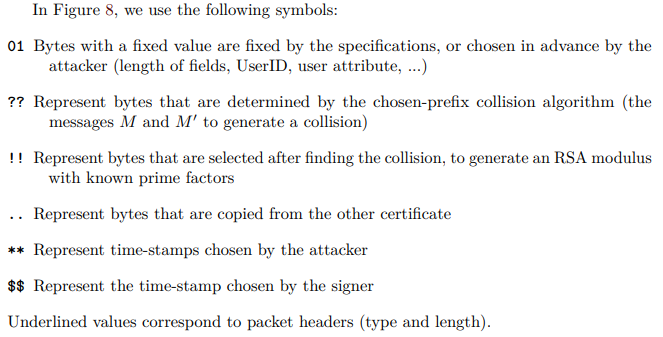 In Figure 8, we use the following symbols:
01 Bytes with a fixed value are fixed by the specifications, or chosen in advance by the
attacker (length of fields, UserID, user attribute, ...)
?? Represent bytes that are determined by the chosen-prefix collision algorithm (the
messages M and M′ to generate a collision)
!! Represent bytes that are selected after finding the collision, to generate an RSA modulus
with known prime factors
.. Represent bytes that are copied from the other certificate
** Represent time-stamps chosen by the attacker
$$ Represent the time-stamp chosen by the signer
Underlined values correspond to packet headers (type and length).